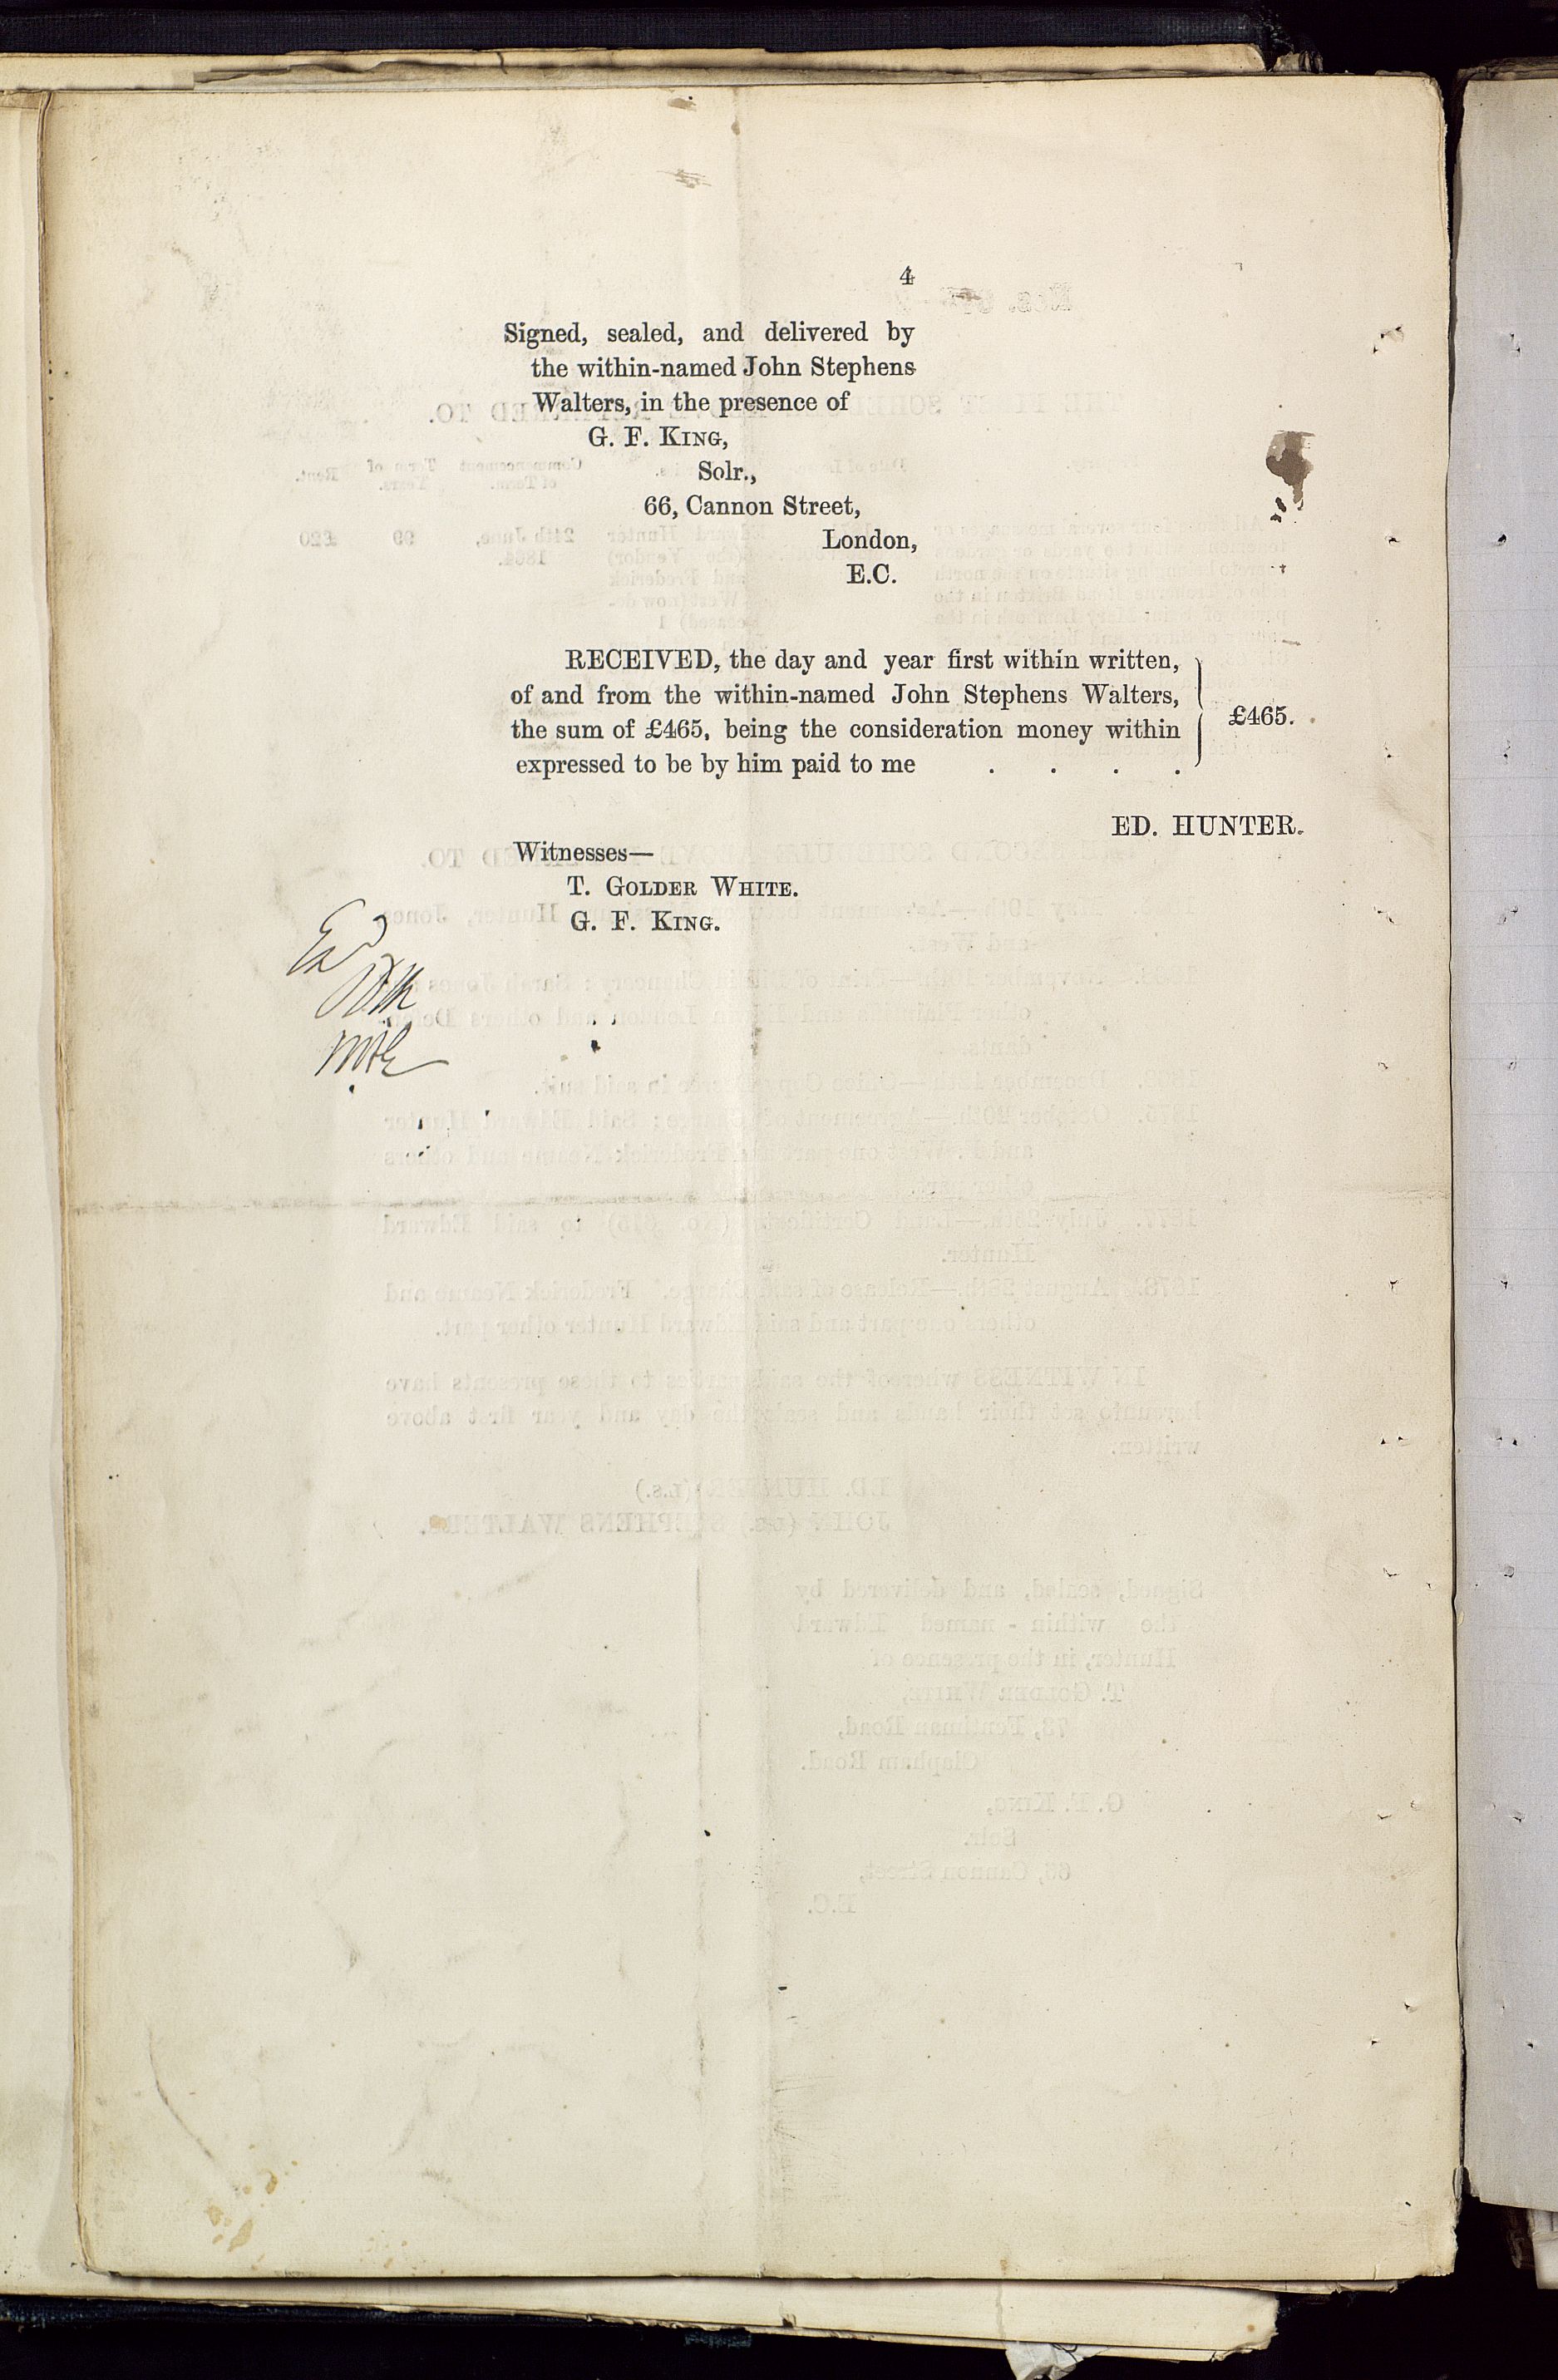 4
Signed, sealed, and delivered by
the within-named John Stephens
Walters, in the presence of
G. F. KING,
Solr.,
66, Cannon Street,
London,
E.C.
RECEIVED, the day and year first within written,
of and from the within-named John Stephens Walters,
the sum of £465, being the consideration money within
expressed to be by him paid to me . . . .
£465.
ED. HUNTER.
Witnesses—
T. GOLDER WHITE.
G. F. KING.